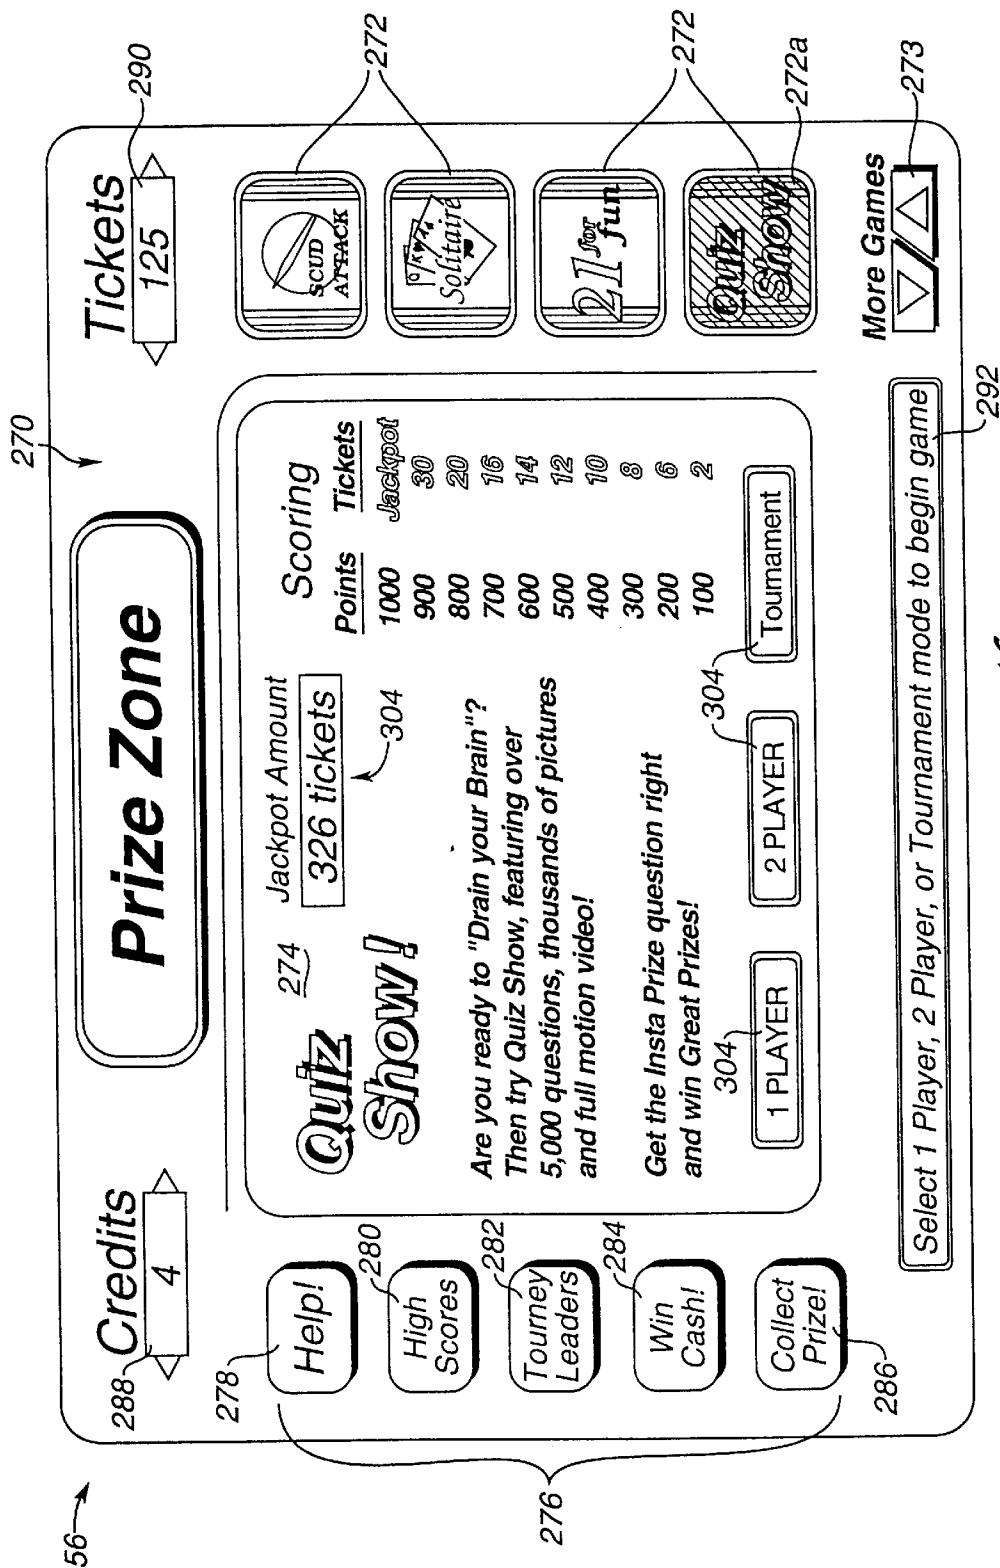 56
270
Credits
288
4
Prize Zone
Tickets
290
125
278
Help!
280
High
Scores
282
Tourney
Leaders
284
Win
Cash!
Collect
Prize!
286
276
Quiz
Show!
274
Jackpot Amount
326 tickets
304
Are you ready to "Drain your Brain"?
Then try Quiz Show, featuring over
5,000 questions, thousands of pictures
and full motion video!
Get the Insta Prize question right
and win Great Prizes!
Scoring
Points Tickets
1000 Jackpot
900 30
800 20
700 16
600 14
500 12
400 10
300 8
200 6
100 2
304
1 PLAYER
2 PLAYER
304
Tournament
SCUD
ATTACK
272
Solitaire
21 for
fun
272
Quiz
Show
272a
More Games
273
Select 1 Player, 2 Player, or Tournament mode to begin game
292